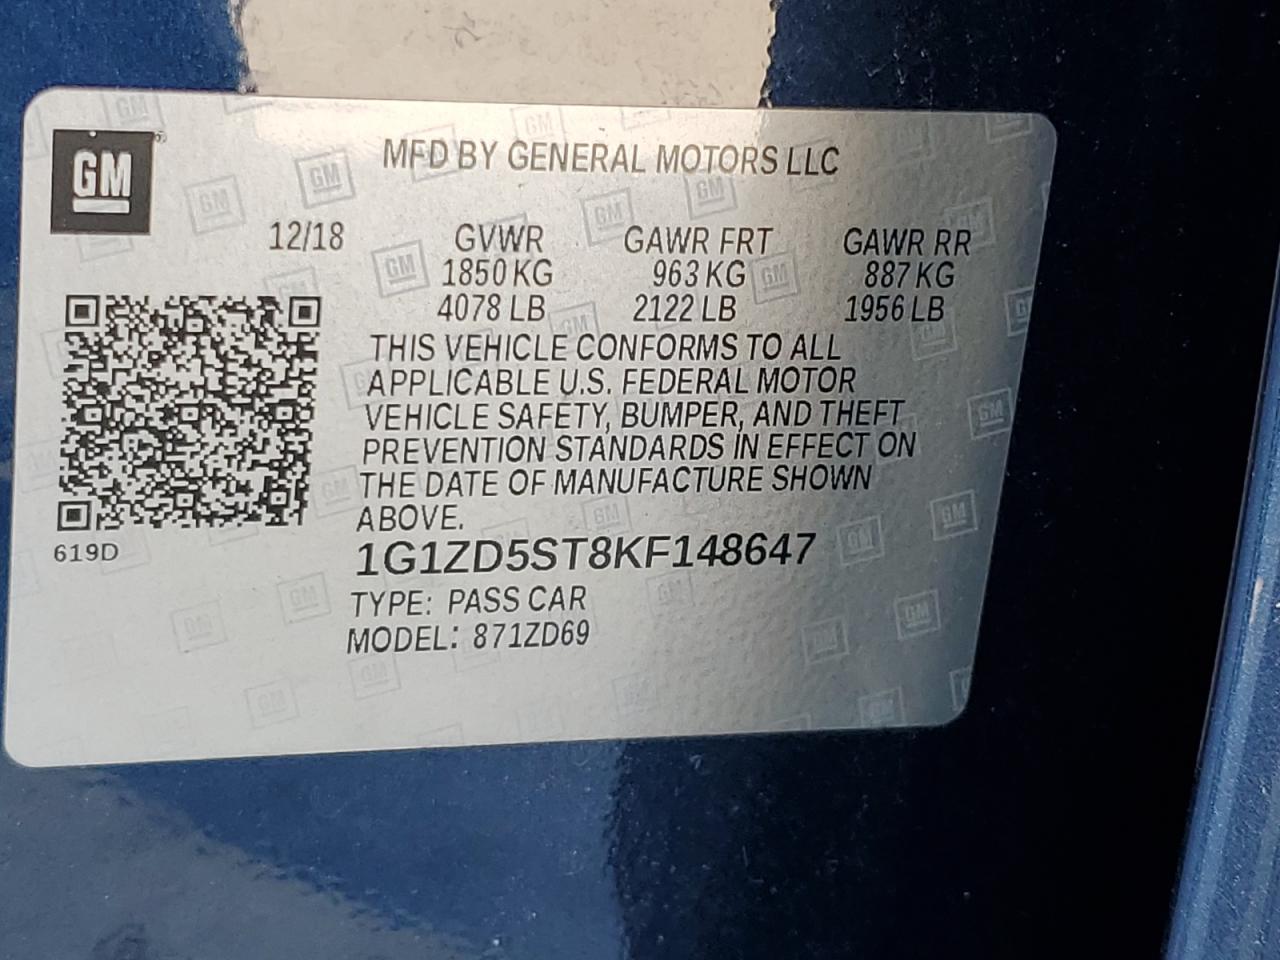 GM
MFD BY GENERAL MOTORS LLC
12/18 GVWR GAWR FRT GAWR RR
1850 KG 963 KG 887 KG
4078 LB 2122 LB 1956 LB
THIS VEHICLE CONFORMS TO ALL
APPLICABLE U.S. FEDERAL MOTOR
VEHICLE SAFETY, BUMPER, AND THEFT
PREVENTION STANDARDS IN EFFECT ON
THE DATE OF MANUFACTURE SHOWN
ABOVE.
619D
1G1ZD5ST8KF148647
TYPE: PASS CAR
MODEL: 871ZD69